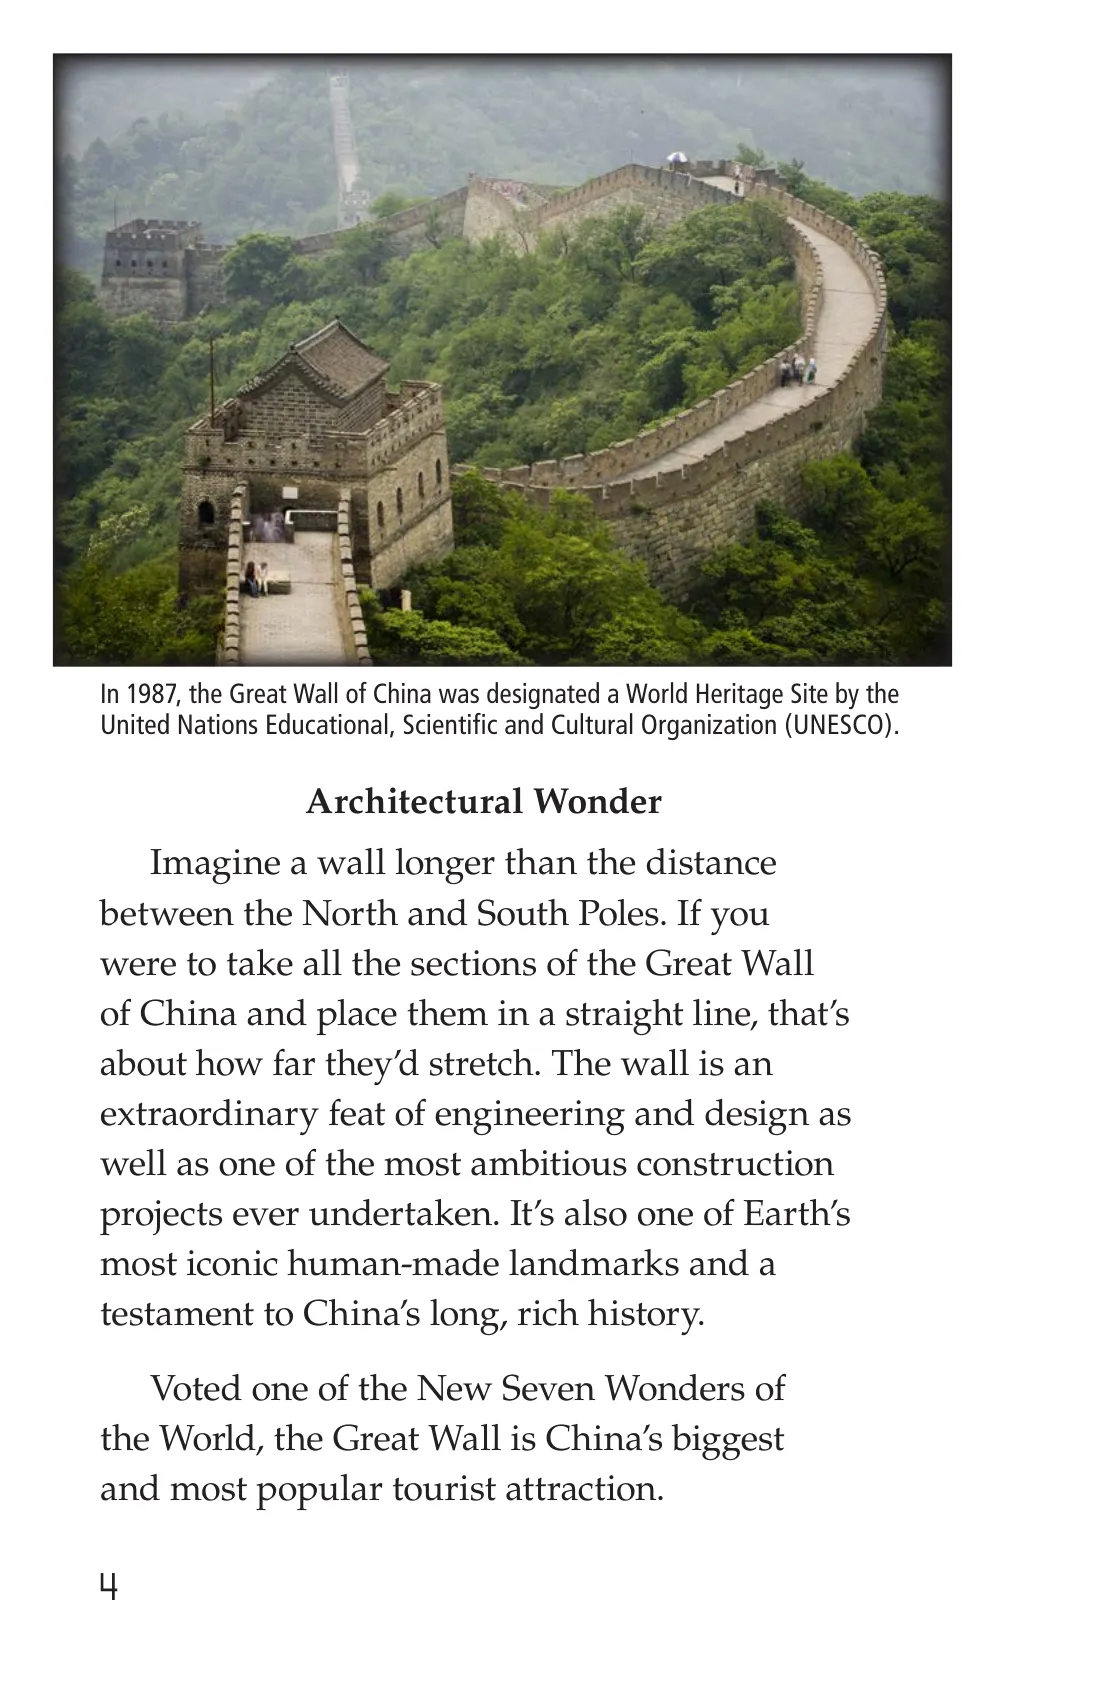 In 1987, the Great Wall of China was designated a World Heritage Site by the
United Nations Educational, Scientific and Cultural Organization (UNESCO).
Architectural Wonder
Imagine a wall longer than the distance
between the North and South Poles. If you
were to take all the sections of the Great Wall
of China and place them in a straight line, that’s
about how far they’d stretch. The wall is an
extraordinary feat of engineering and design as
well as one of the most ambitious construction
projects ever undertaken. It’s also one of Earth’s
most iconic human-made landmarks and a
testament to China’s long, rich history.
Voted one of the New Seven Wonders of
the World, the Great Wall is China’s biggest
and most popular tourist attraction.
4